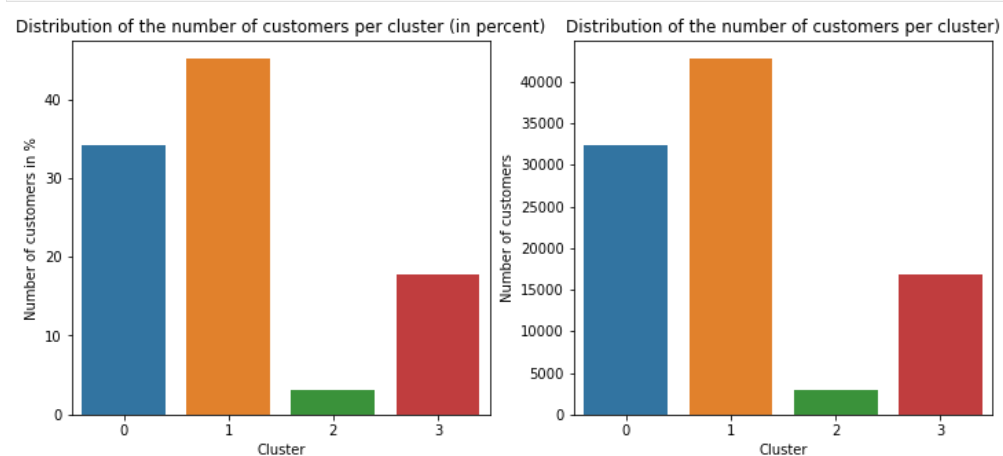 Distribution of the number of customers per cluster (in percent)
Number of customers in %
40
30
20
10
0
0 1 2 3
Cluster
Distribution of the number of customers per cluster)
Number of customers
40000
35000
30000
25000
20000
15000
10000
5000
0
0 1 2 3
Cluster